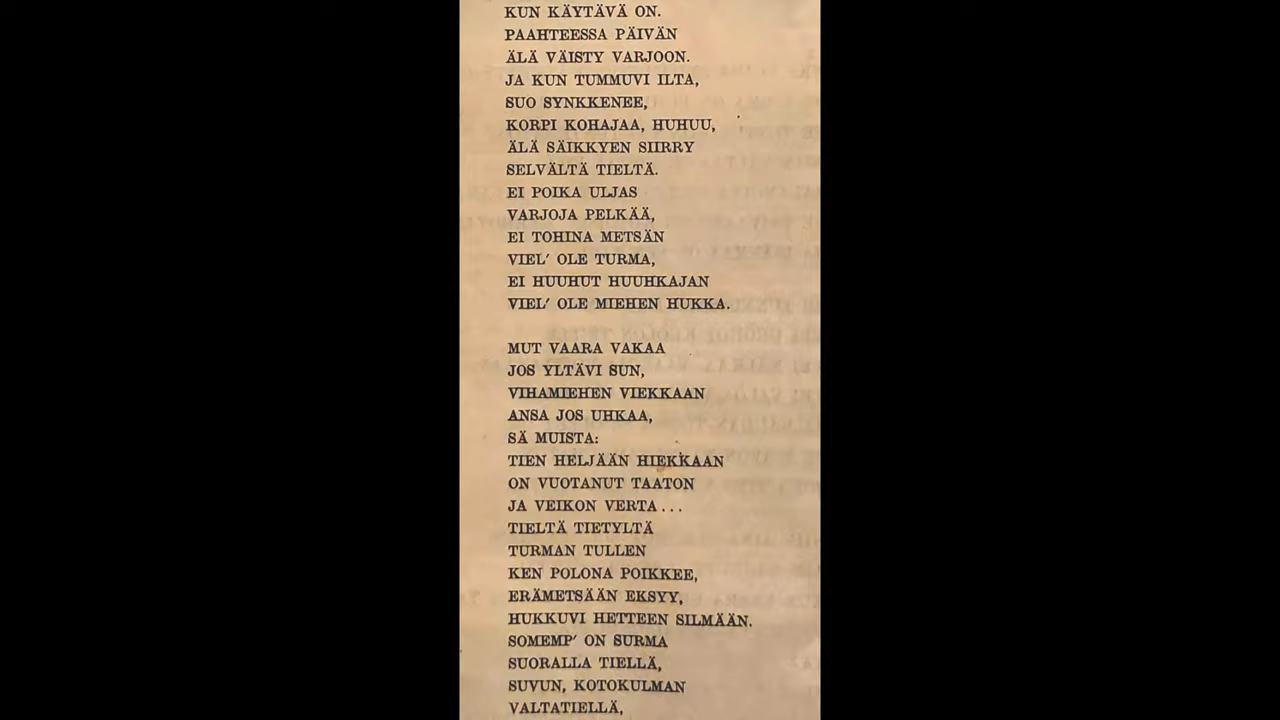 KUN KÄYTÄVÄ ON.
PAAHTEESSA PÄIVÄN
ÄLÄ VÄISTY VARJOON.
JA KUN TUMMUVI ILTA,
SUO SYNKKENEE,
KORPI KOHAJAA, HUHUU,
ÄLÄ SÄIKKYEN SIIRRY
SELVÄLTÄ TIELTÄ.
EI POIKA ULJAS
VARJOJA PELKÄÄ,
EI TOHINA METSÄN
VIEL' OLE TURMA,
EI HUUHUT HUUHKAJAN
VIEL' OLE MIEHEN HUKKA.

MUT VAARA VAKAA
JOS YLTÄVI SUN,
VIHAMIEHEN VIEKKAAN
ANSA JOS UHKAA,
SÄ MUISTA:
TIEN HELJÄÄN HIEKKAAN
ON VUOTANUT TAATON
JA VEIKON VERTA...
TIELTÄ TIETYLTÄ
TURMAN TULLEN
KEN POLONA POIKKEE,
ERÄMETSÄÄN EKSYY,
HUKKUVI HETTEEN SILMÄÄN.
SOMEMP' ON SURMA
SUORALLA TIELLÄ,
SUVUN, KOTOKULMAN
VALTATIELLÄ,